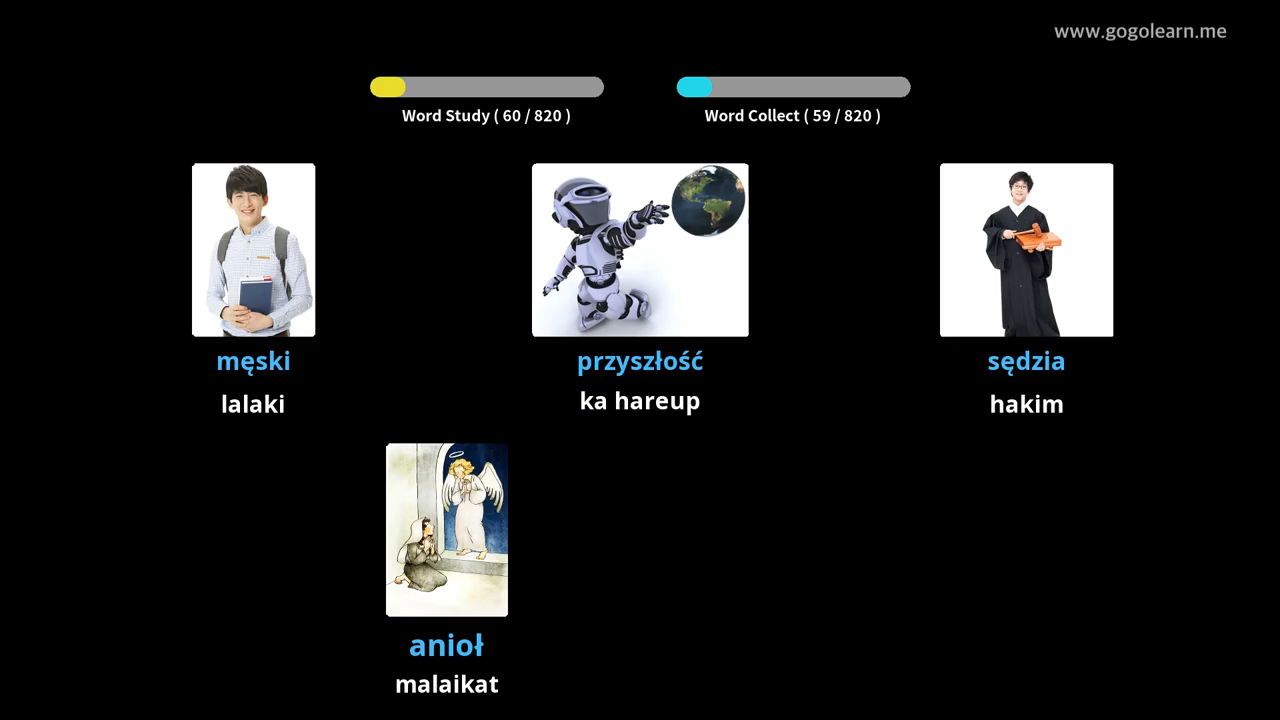 www.gogolearn.me
Word Study ( 60 / 820 )
Word Collect ( 59 / 820 )
męski
lalaki
przyszłość
ka hareup
sędzia
hakim
anioł
malaikat